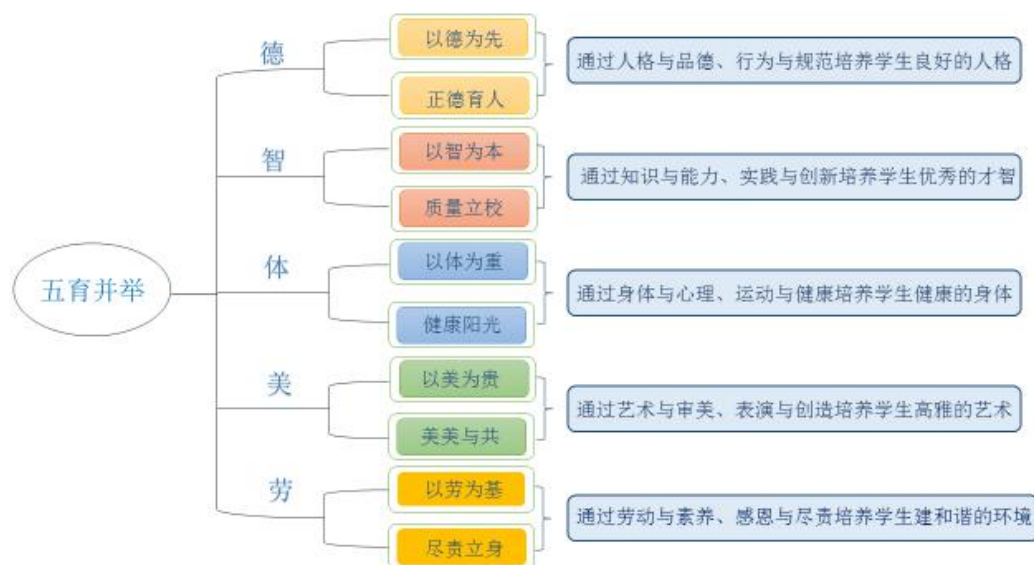 五育并举
德
以德为先
正德育人
通过人格与品德、行为与规范培养学生良好的人格
智
以智为本
质量立校
通过知识与能力、实践与创新培养学生优秀的才智
体
以体为重
健康阳光
通过身体与心理、运动与健康培养学生健康的身体
美
以美为贵
美美与共
通过艺术与审美、表演与创造培养学生高雅的艺术
劳
以劳为基
尽责立身
通过劳动与素养、感恩与尽责培养学生建和谐的环境